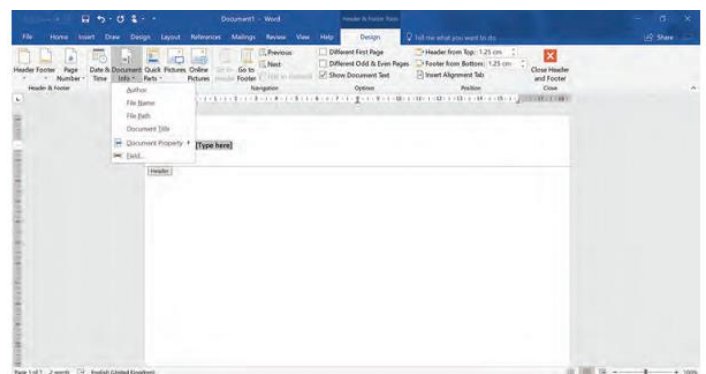 Document1 - Word
Header & Footer Tools
File Home Insert Draw Design Layout References Mailings Review View Help Design Tell me what you want to do Share
Previous
Next
Different First Page
Different Odd & Even Pages
Show Document Text
Header from Top: 1.25 cm
Footer from Bottom: 1.25 cm
Insert Alignment Tab
Header Footer Page Number Date & Time Document Info Quick Parts Pictures Online Pictures Go to Footer
Close Header and Footer
Header & Footer Navigation Options Position Close
Author
File Name
File Path
Document Title
Document Property
Field...
[Type here]
Header
Page 1 of 1 2 words English (United Kingdom) 100%